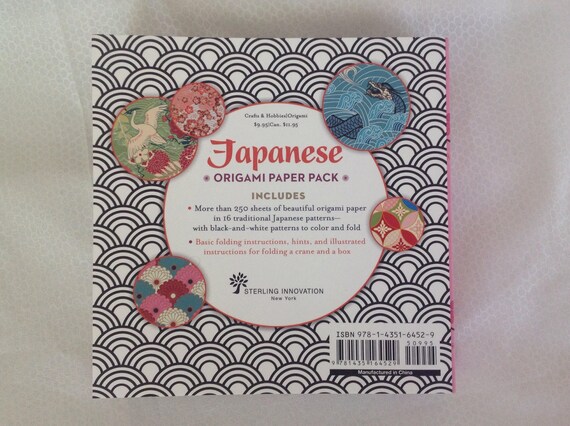 Crafts & Hobbies|Origami
$9.95|Can. $11.95
Japanese
ORIGAMI PAPER PACK
INCLUDES
• More than 250 sheets of beautiful origami paper
in 16 traditional Japanese patterns—
with black-and-white patterns to color and fold
• Basic folding instructions, hints, and illustrated
instructions for folding a crane and a box
STERLING INNOVATION
New York
ISBN 978-1-4351-6452-9
50995
9781435164529
Manufactured in China